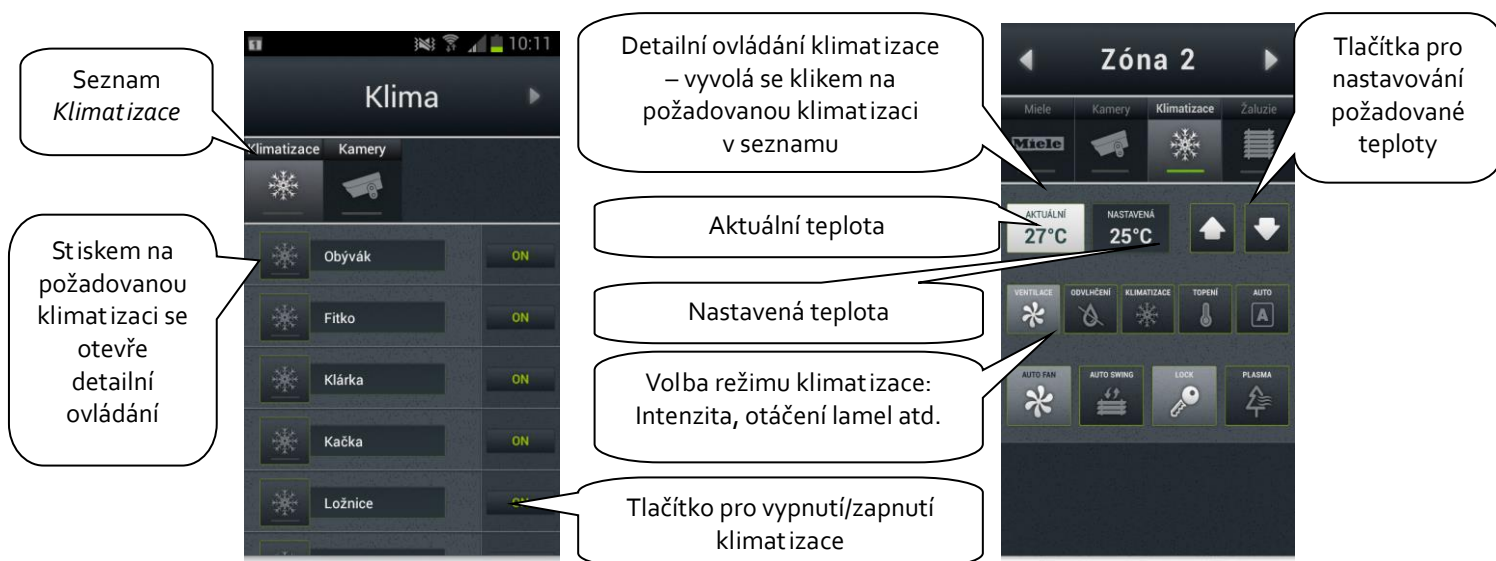 Seznam
Klimatizace
Stiskem na
požadovanou
klimatizaci se
otevře
detailní
ovládání
1
10:11
Klima
Klimatizace Kamery
Obývák ON
Fitko ON
Klárka ON
Kačka ON
Ložnice ON
Detailní ovládání klimatizace
– vyvolá se klikem na
požadovanou klimatizaci
v seznamu
Aktuální teplota
Nastavená teplota
Volba režimu klimatizace:
Intenzita, otáčení lamel atd.
Tlačítko pro vypnutí/zapnutí
klimatizace
Zóna 2
Miele Kamery Klimatizace Žaluzie
Miele
AKTUÁLNÍ NASTAVENÁ
27°C 25°C
VENTILACE ODVLHČENÍ KLIMATIZACE TOPENÍ AUTO
A
AUTO FAN AUTO SWING LOCK PLASMA
Tlačítka pro
nastavování
požadované
teploty